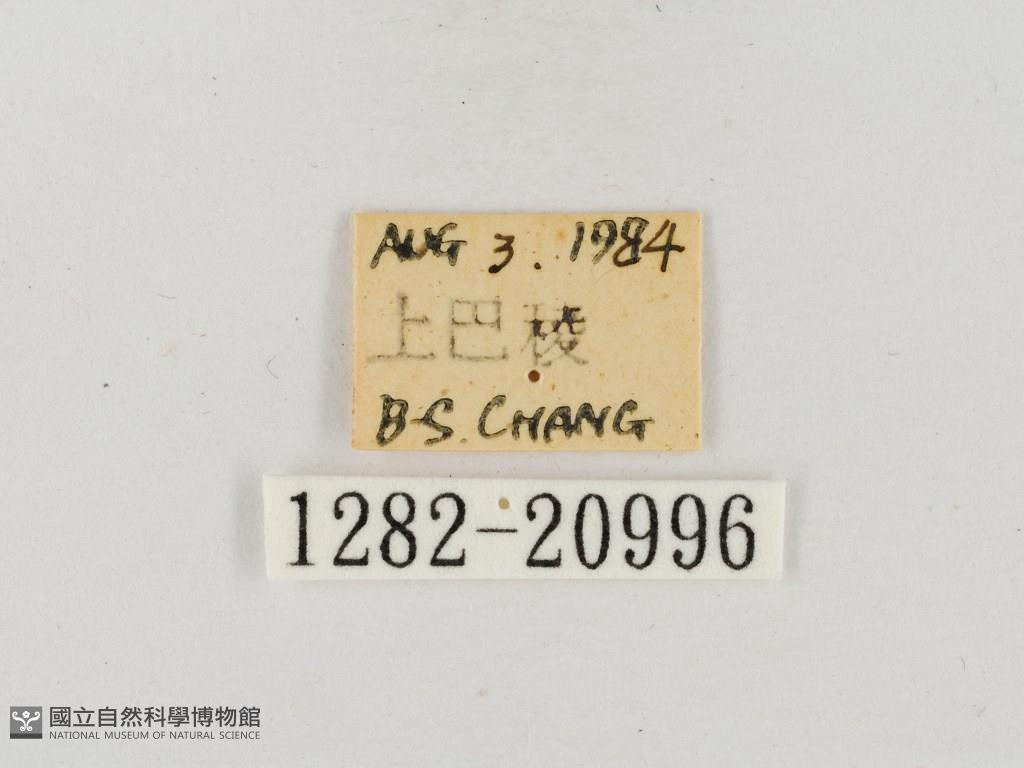 AUG 3. 1984
上巴稜
B-S. CHANG
1282-20996
國立自然科學博物館
NATIONAL MUSEUM OF NATURAL SCIENCE